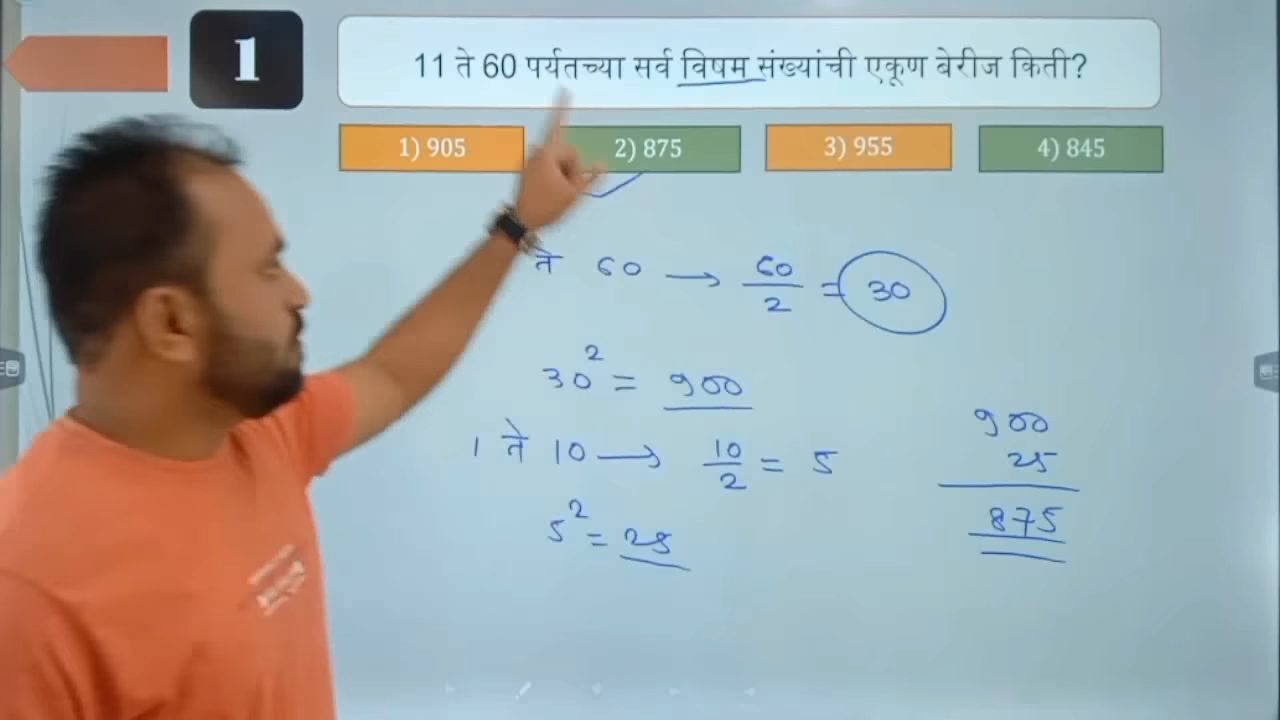 1
11 ते 60 पर्यतच्या सर्व विषम संख्यांची एकूण बेरीज किती?
1) 905
2) 875
3) 955
4) 845
ते 60 → 60/2 = 30
30² = 900
1 ते 10 → 10/2 = 5
5² = 25
900
25
875